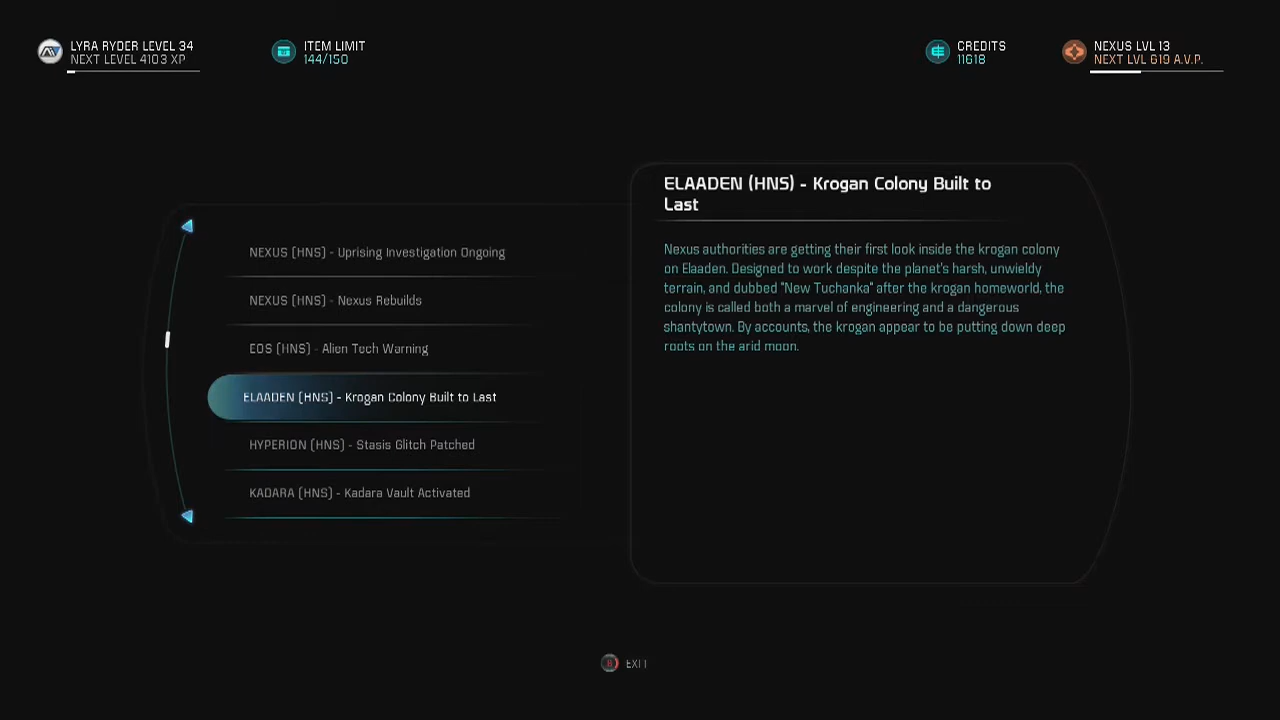 LYRA RYDER LEVEL 34
NEXT LEVEL 4103 XP
ITEM LIMIT
144/150
CREDITS
11618
NEXUS LVL 13
NEXT LVL 619 A.V.P.
NEXUS (HNS) - Uprising Investigation Ongoing
NEXUS (HNS) - Nexus Rebuilds
EOS (HNS) - Alien Tech Warning
ELAADEN (HNS) - Krogan Colony Built to Last
HYPERION (HNS) - Stasis Glitch Patched
KADARA (HNS) - Kadara Vault Activated
ELAADEN (HNS) - Krogan Colony Built to
Last
Nexus authorities are getting their first look inside the krogan colony
on Elaaden. Designed to work despite the planet's harsh, unwieldy
terrain, and dubbed "New Tuchanka" after the krogan homeworld, the
colony is called both a marvel of engineering and a dangerous
shantytown. By accounts, the krogan appear to be putting down deep
roots on the arid moon.
B EXIT